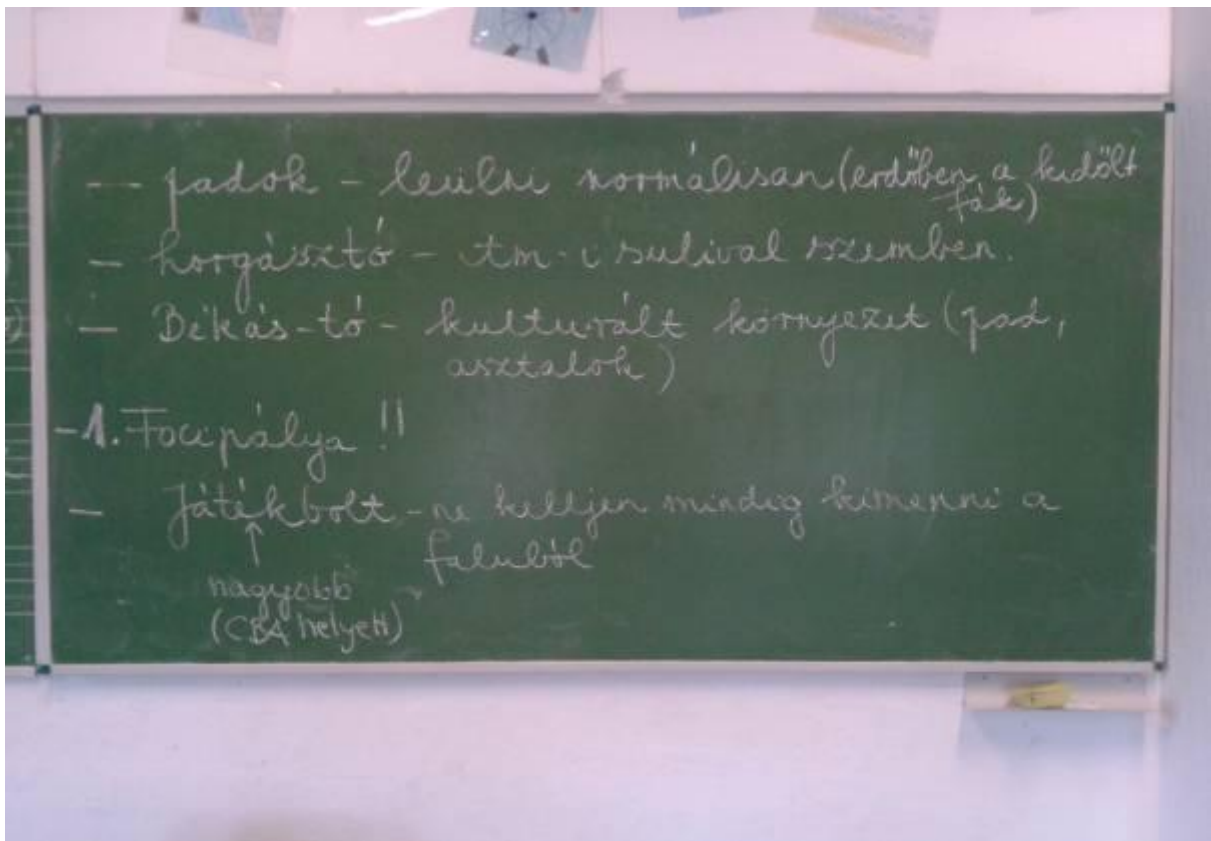 — padok - leülni normálisan (erdőben a kidőlt
fák)
— horgásztó - tm-i sulival szemben.
— Békás-tó - kulturált környezet (pad,
asztalok)
-1. Focipálya !!
— Játékbolt - ne kelljen mindig kimenni a
faluból
↑
nagyobb
(CBA helyett)